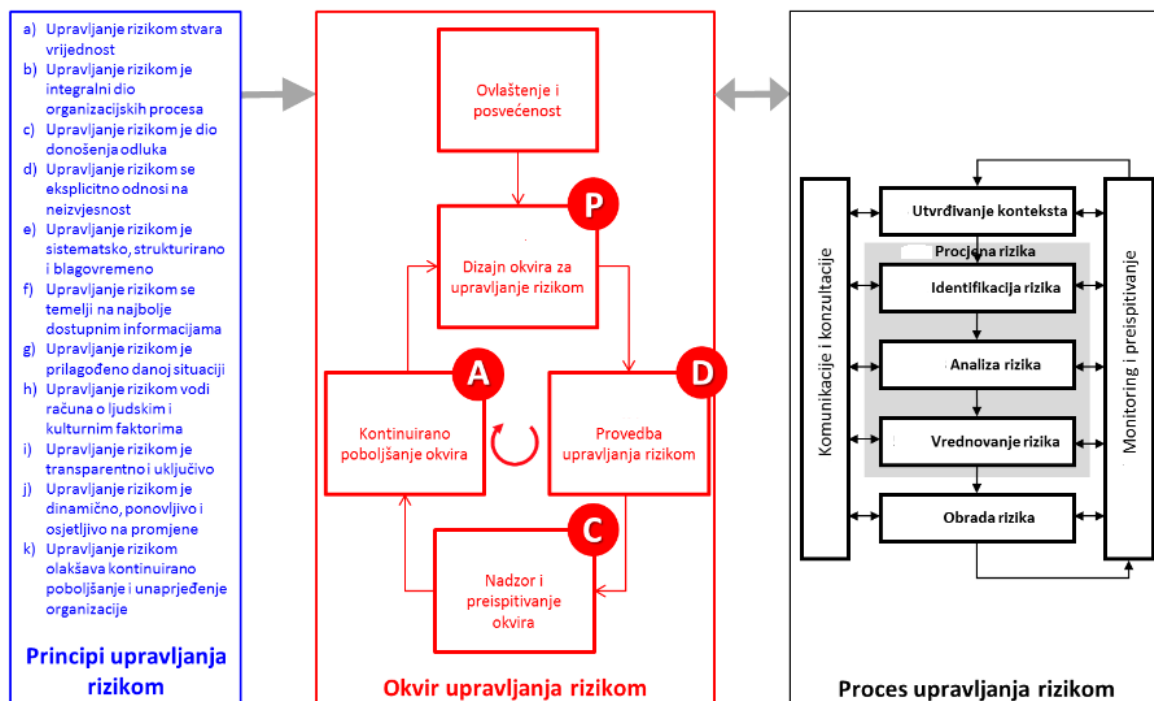 a) Upravljanje rizikom stvara
vrijednost
b) Upravljanje rizikom je
integralni dio
organizacijskih procesa
c) Upravljanje rizikom je dio
donošenja odluka
d) Upravljanje rizikom se
eksplicitno odnosi na
neizvjesnost
e) Upravljanje rizikom je
sistematsko, strukturirano
i blagovremeno
f) Upravljanje rizikom se
temelji na najbolje
dostupnim informacijama
g) Upravljanje rizikom je
prilagođeno danoj situaciji
h) Upravljanje rizikom vodi
računa o ljudskim i
kulturnim faktorima
i) Upravljanje rizikom je
transparentno i uključivo
j) Upravljanje rizikom je
dinamično, ponovljivo i
osjetljivo na promjene
k) Upravljanje rizikom
olakšava kontinuirano
poboljšanje i unaprjeđenje
organizacije
Principi upravljanja
rizikom
Ovlaštenje i
posvećenost
P
Dizajn okvira za
upravljanje rizikom
A
Kontinuirano
poboljšanje okvira
D
Provedba
upravljanja rizikom
C
Nadzor i
preispitivanje
okvira
Okvir upravljanja rizikom
Komunikacije i konzultacije
Utvrđivanje konteksta
Procjena rizika
Identifikacija rizika
Analiza rizika
Vrednovanje rizika
Obrada rizika
Monitoring i preispitivanje
Proces upravljanja rizikom